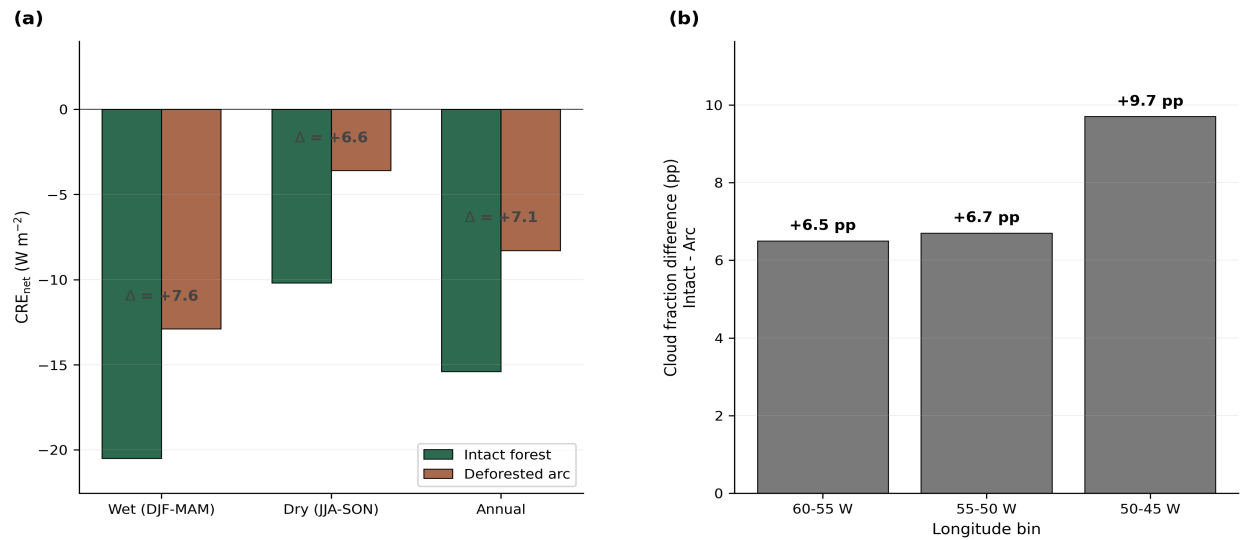 (a)
CRE_net (W m⁻²)
0
−5
−10
−15
−20
Δ = +7.6
Δ = +6.6
Δ = +7.1
Intact forest
Deforested arc
Wet (DJF-MAM)
Dry (JJA-SON)
Annual
(b)
Cloud fraction difference (pp)
Intact - Arc
10
8
6
4
2
0
+6.5 pp
+6.7 pp
+9.7 pp
60-55 W
55-50 W
50-45 W
Longitude bin